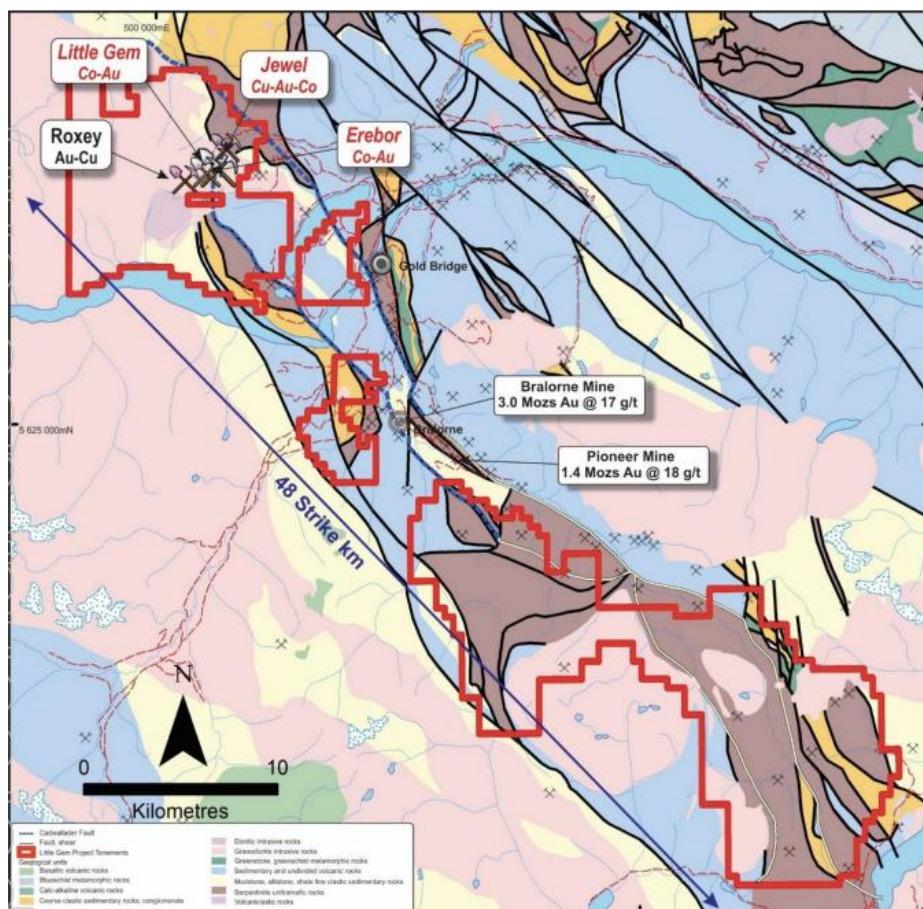 500 000mE
Little Gem
Co-Au
Jewel
Cu-Au-Co
Roxey
Au-Cu
Erebor
Co-Au
Gold Bridge
Bralorne Mine
3.0 Mozs Au @ 17 g/t
5 625 000mN
Bralorne
Pioneer Mine
1.4 Mozs Au @ 18 g/t
48 Strike km
N
0 10
Kilometres
Cadwallader Fault
Fault, shear
Little Gem Project Tenements
Geological units
Basaltic volcanic rocks
Blueschist metamorphic rocks
Calc-alkaline volcanic rocks
Coarse clastic sedimentary rocks; conglomerate
Dioritic intrusive rocks
Granodiorite intrusive rocks
Greenstone, greenschist metamorphic rocks
Sedimentary and undivided volcanic rocks
Mudstone, siltstone, shale fine clastic sedimentary rocks
Serpentinite ultramafic rocks
Volcaniclastic rocks